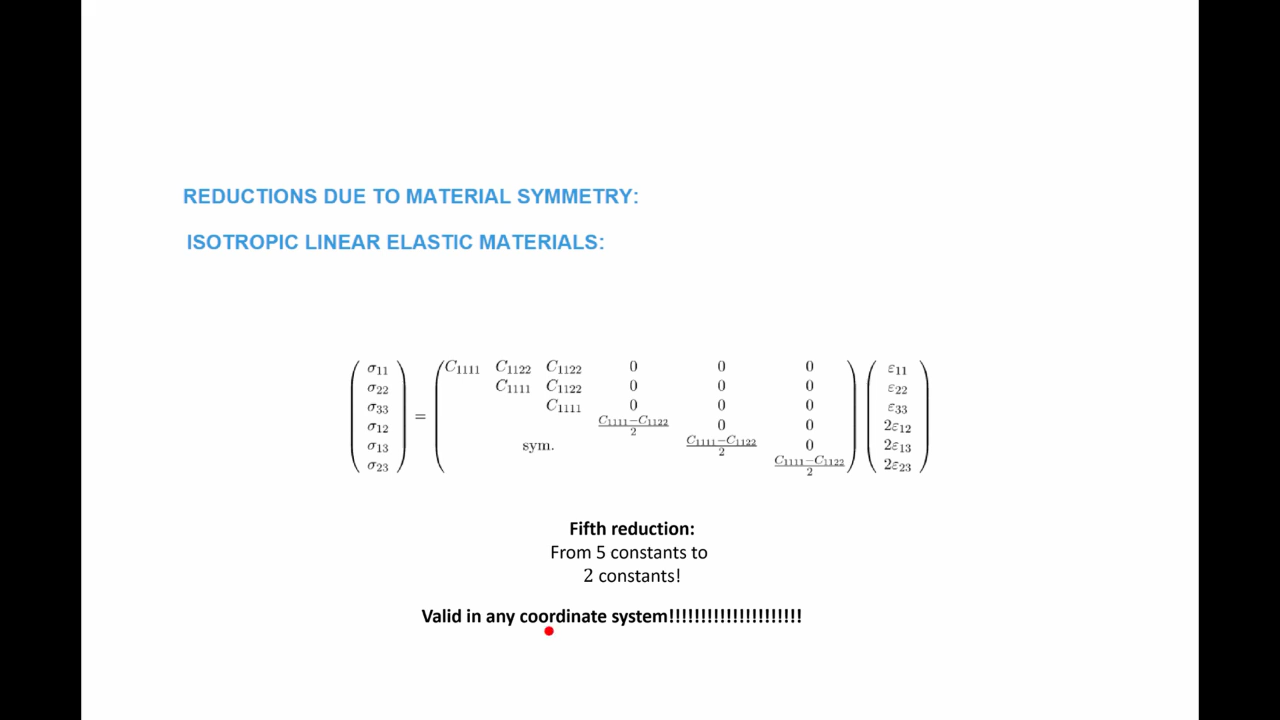 REDUCTIONS DUE TO MATERIAL SYMMETRY:
ISOTROPIC LINEAR ELASTIC MATERIALS:
σ11 C1111 C1122 C1122 0 0 0 ε11
σ22 C1111 C1122 0 0 0 ε22
σ33 C1111 0 0 0 ε33
=
σ12 C1111−C1122/2 0 0 2ε12
σ13 sym. C1111−C1122/2 0 2ε13
σ23 C1111−C1122/2 2ε23
Fifth reduction:
From 5 constants to
2 constants!
Valid in any coordinate system!!!!!!!!!!!!!!!!!!!!!